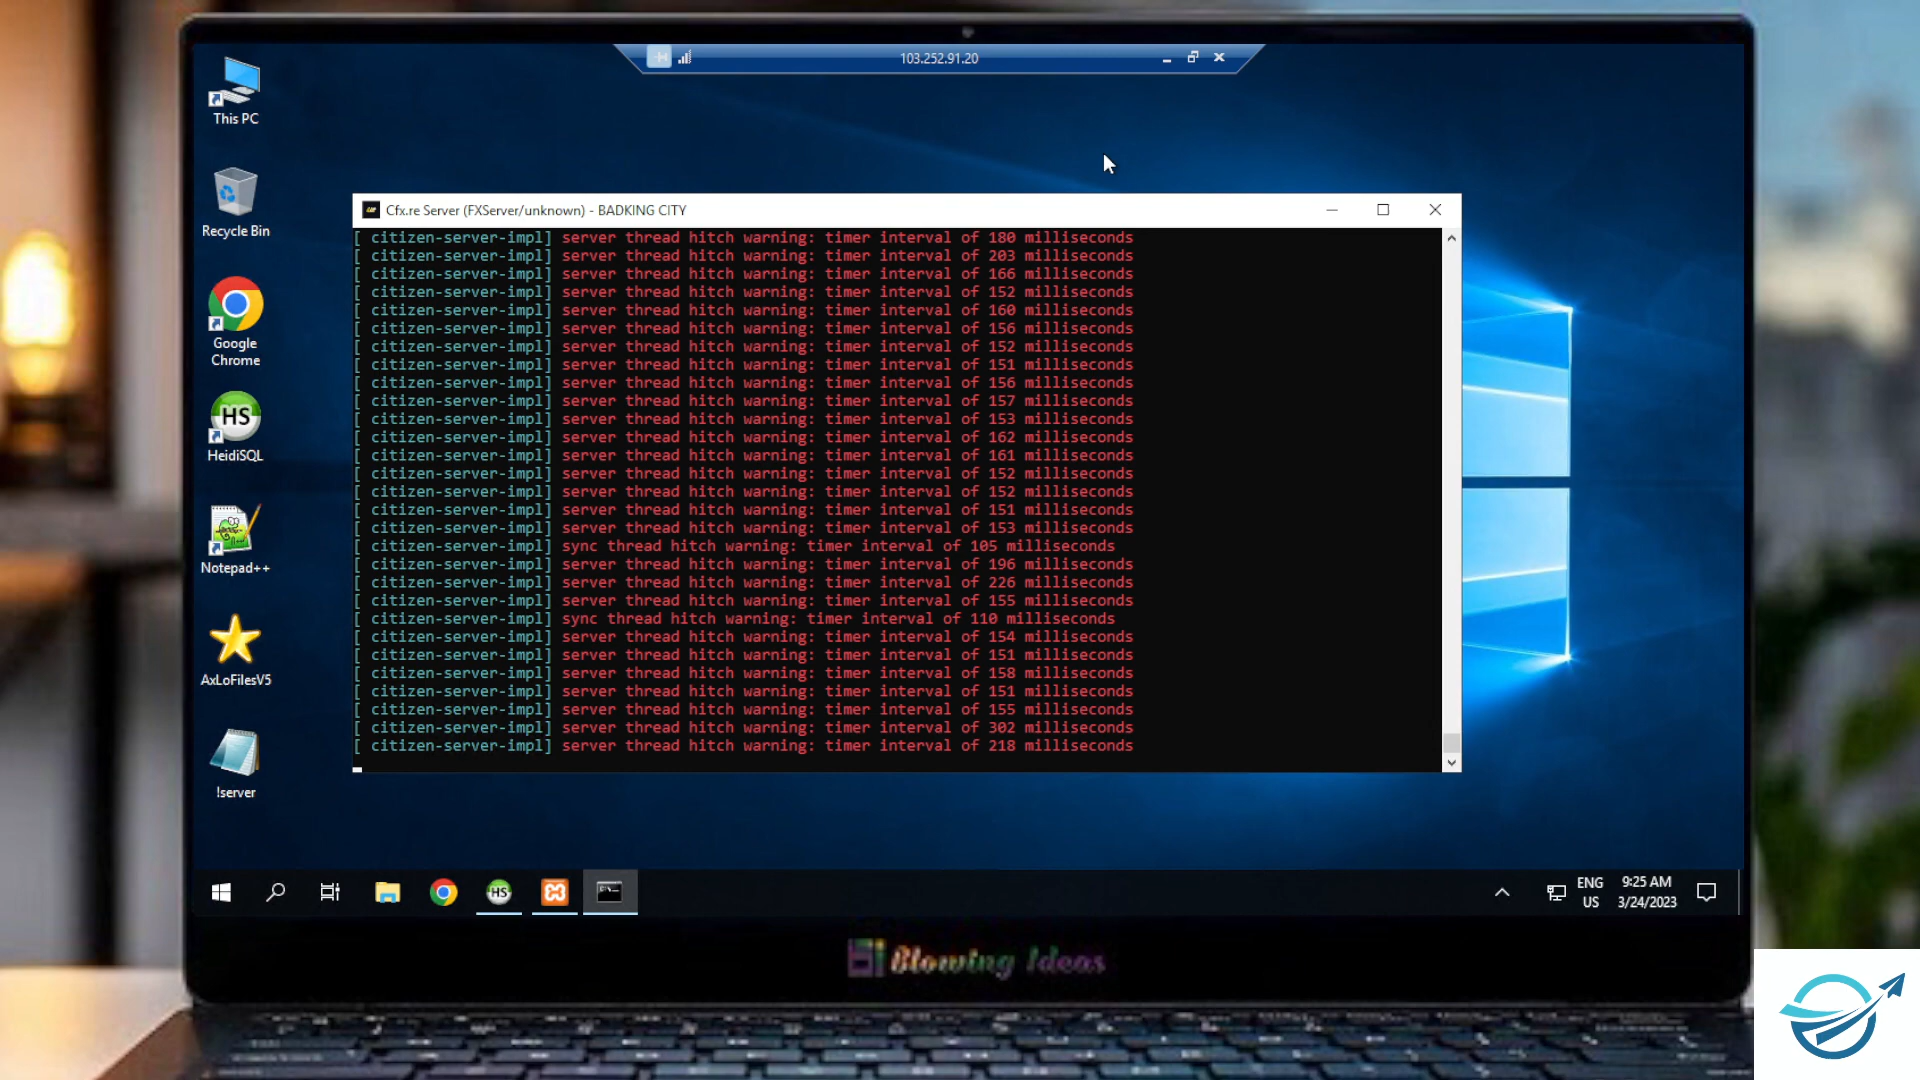 103.252.91.20
This PC
Recycle Bin
Google
Chrome
HS
HeidiSQL
Notepad++
AxLoFilesV5
!server
Cfx.re Server (FXServer/unknown) - BADKING CITY
[ citizen-server-impl] server thread hitch warning: timer interval of 180 milliseconds
[ citizen-server-impl] server thread hitch warning: timer interval of 203 milliseconds
[ citizen-server-impl] server thread hitch warning: timer interval of 166 milliseconds
[ citizen-server-impl] server thread hitch warning: timer interval of 152 milliseconds
[ citizen-server-impl] server thread hitch warning: timer interval of 160 milliseconds
[ citizen-server-impl] server thread hitch warning: timer interval of 156 milliseconds
[ citizen-server-impl] server thread hitch warning: timer interval of 152 milliseconds
[ citizen-server-impl] server thread hitch warning: timer interval of 151 milliseconds
[ citizen-server-impl] server thread hitch warning: timer interval of 156 milliseconds
[ citizen-server-impl] server thread hitch warning: timer interval of 157 milliseconds
[ citizen-server-impl] server thread hitch warning: timer interval of 153 milliseconds
[ citizen-server-impl] server thread hitch warning: timer interval of 162 milliseconds
[ citizen-server-impl] server thread hitch warning: timer interval of 161 milliseconds
[ citizen-server-impl] server thread hitch warning: timer interval of 152 milliseconds
[ citizen-server-impl] server thread hitch warning: timer interval of 152 milliseconds
[ citizen-server-impl] server thread hitch warning: timer interval of 151 milliseconds
[ citizen-server-impl] server thread hitch warning: timer interval of 153 milliseconds
[ citizen-server-impl] sync thread hitch warning: timer interval of 105 milliseconds
[ citizen-server-impl] server thread hitch warning: timer interval of 196 milliseconds
[ citizen-server-impl] server thread hitch warning: timer interval of 226 milliseconds
[ citizen-server-impl] server thread hitch warning: timer interval of 155 milliseconds
[ citizen-server-impl] sync thread hitch warning: timer interval of 110 milliseconds
[ citizen-server-impl] server thread hitch warning: timer interval of 154 milliseconds
[ citizen-server-impl] server thread hitch warning: timer interval of 151 milliseconds
[ citizen-server-impl] server thread hitch warning: timer interval of 158 milliseconds
[ citizen-server-impl] server thread hitch warning: timer interval of 151 milliseconds
[ citizen-server-impl] server thread hitch warning: timer interval of 155 milliseconds
[ citizen-server-impl] server thread hitch warning: timer interval of 302 milliseconds
[ citizen-server-impl] server thread hitch warning: timer interval of 218 milliseconds
HS
ENG
US
9:25 AM
3/24/2023
Blowing Ideas